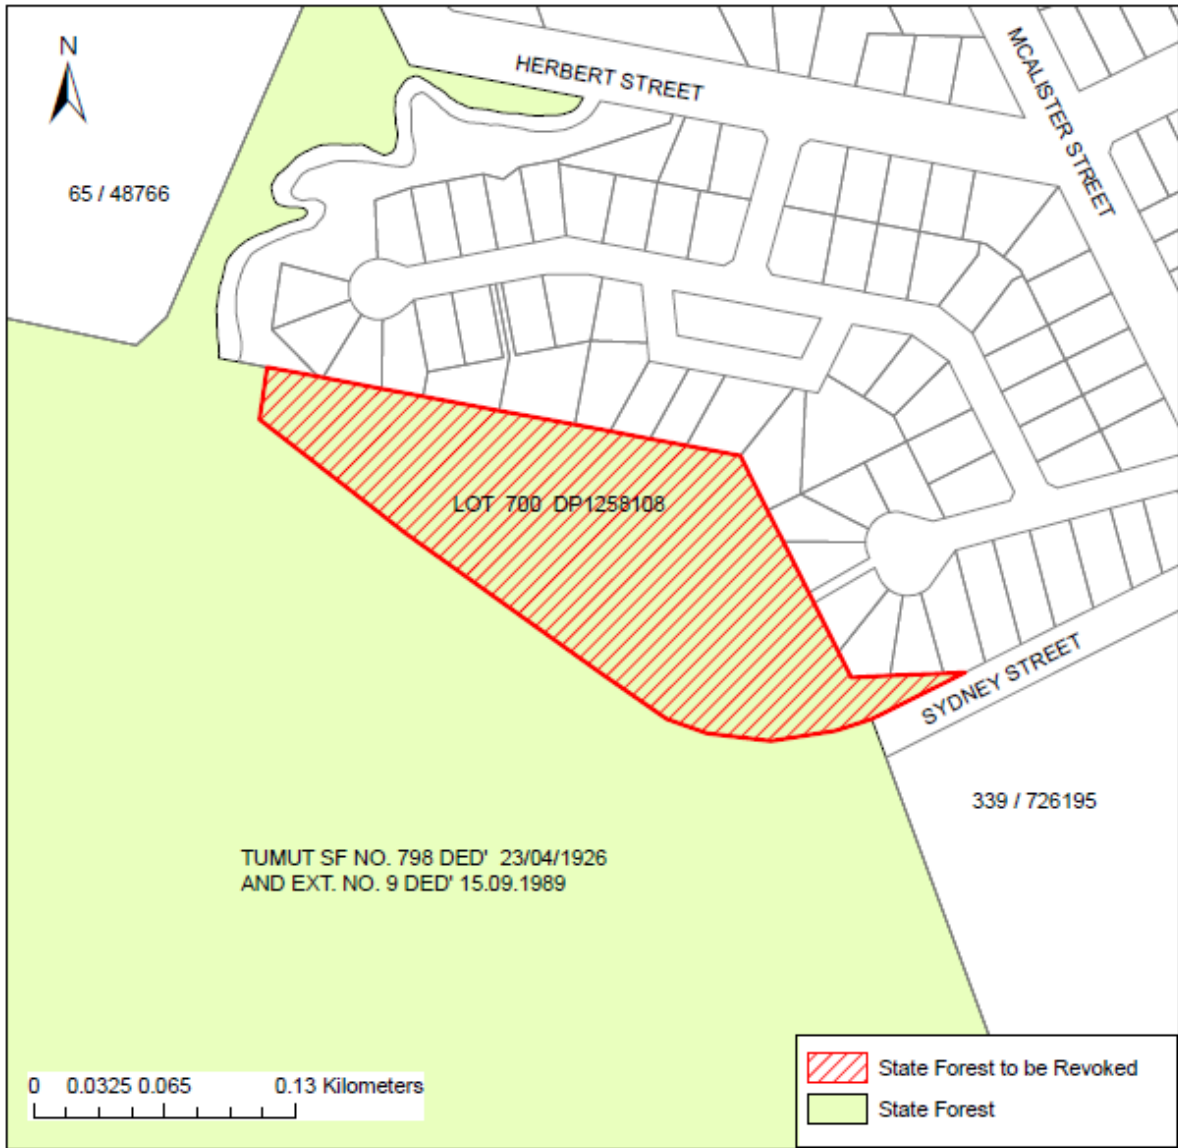 N
HERBERT STREET
MCALISTER STREET
65 / 48766
LOT 700 DP1258108
SYDNEY STREET
339 / 726195
TUMUT SF NO. 798 DED' 23/04/1926
AND EXT. NO. 9 DED' 15.09.1989
0 0.0325 0.065 0.13 Kilometers
State Forest to be Revoked
State Forest